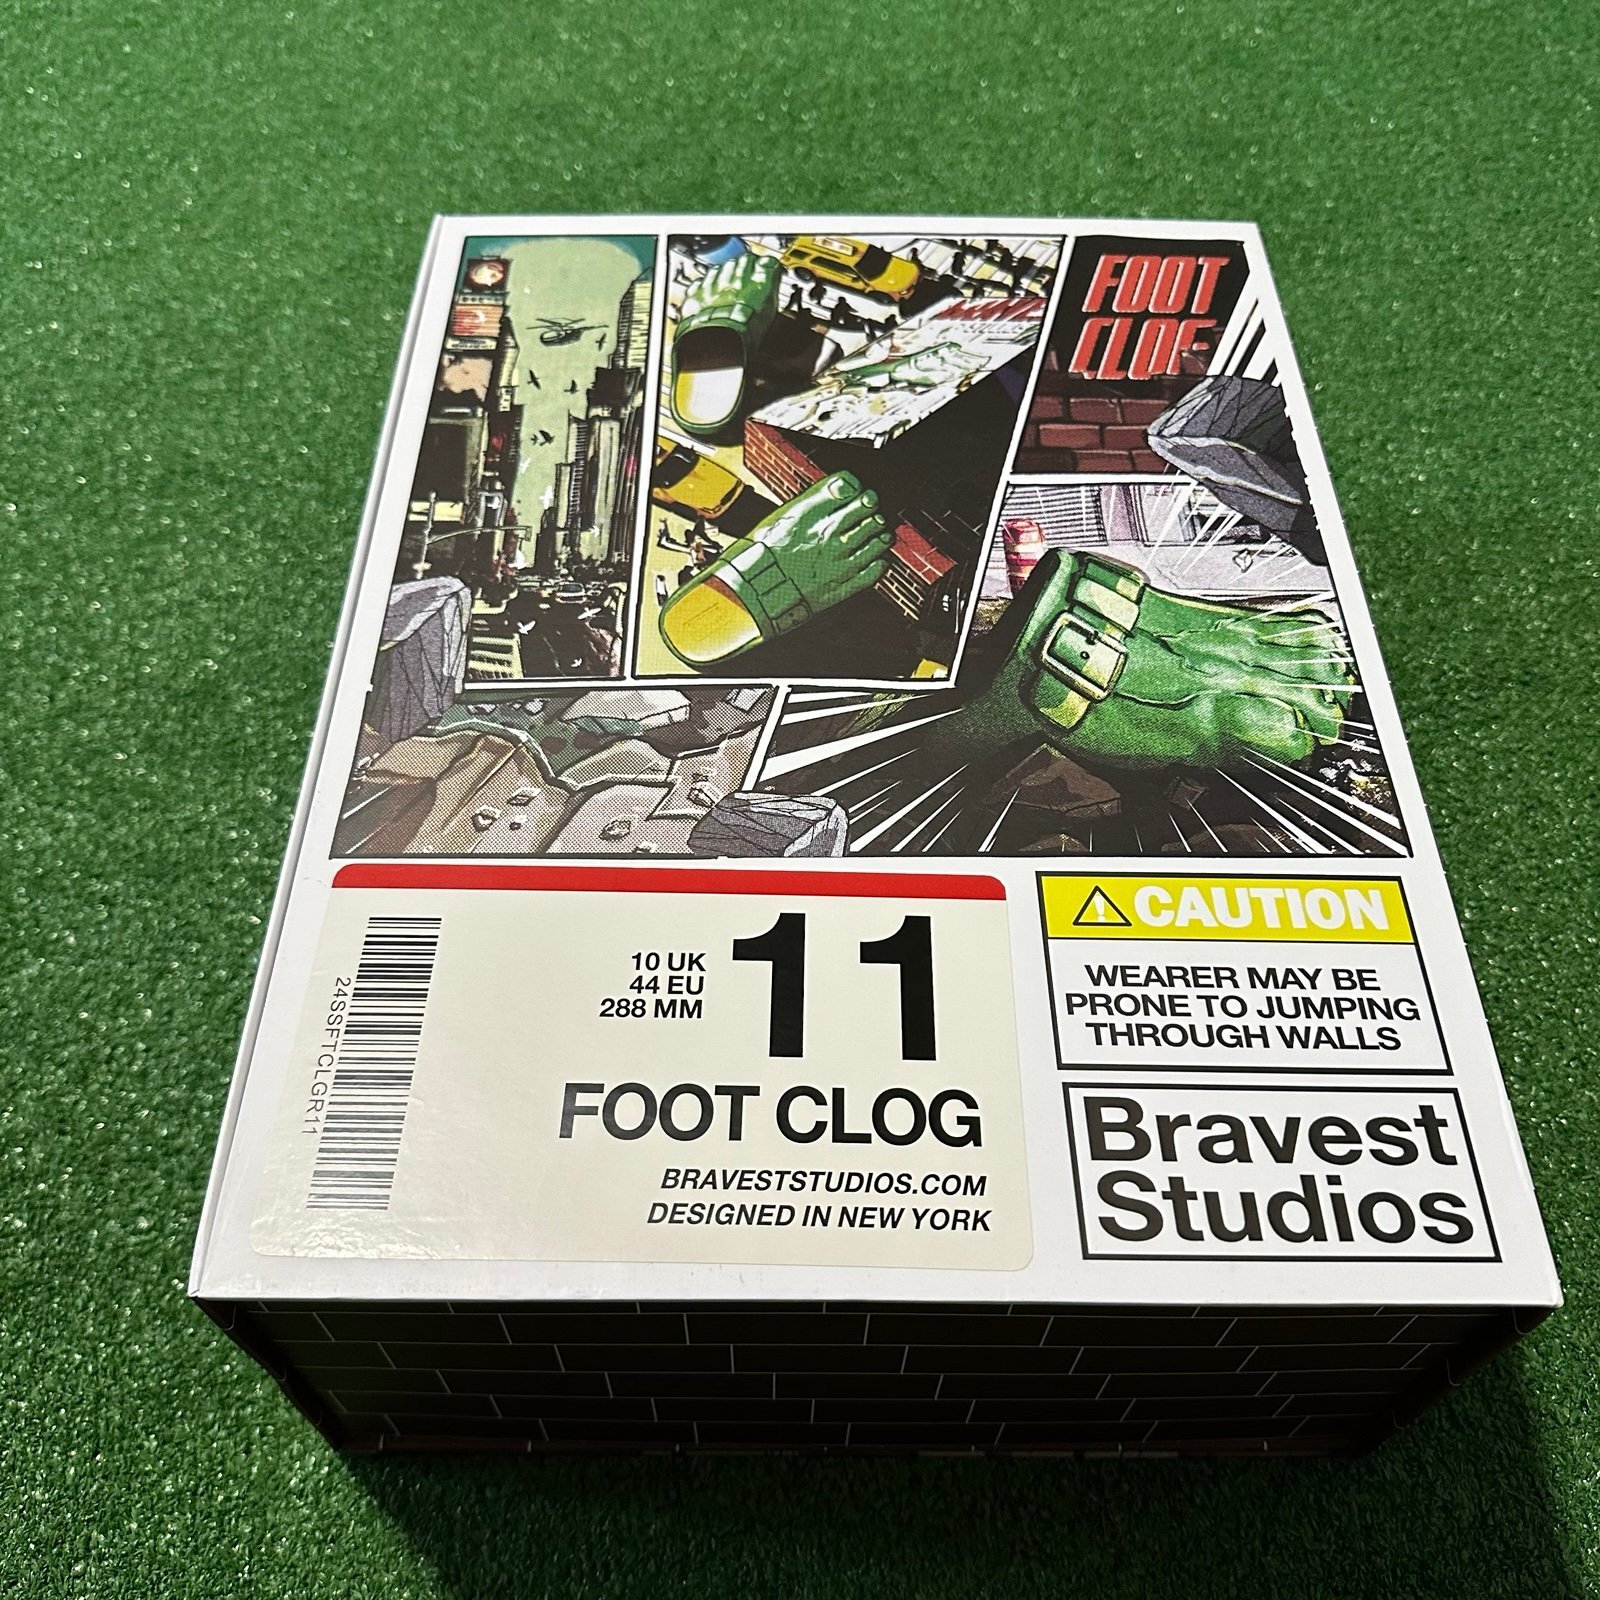 FOOT
CLOG
CAUTION
WEARER MAY BE
PRONE TO JUMPING
THROUGH WALLS
24SSFTCLGR11
10 UK
44 EU
288 MM
11
FOOT CLOG
BRAVESTSTUDIOS.COM
DESIGNED IN NEW YORK
Bravest
Studios